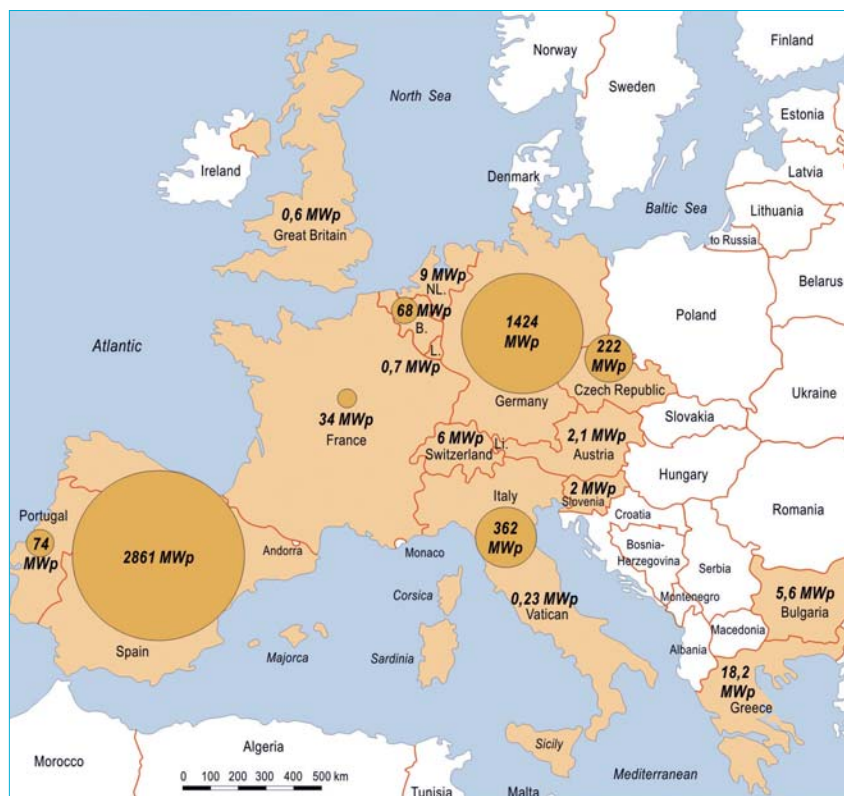 Norway
Finland
Sweden
North Sea
Estonia
Ireland
Latvia
Denmark
Baltic Sea
Lithuania
0,6 MWp
Great Britain
to Russia
9 MWp
NL.
Belarus
68 MWp
B.
1424
MWp
Poland
Atlantic
L.
0,7 MWp
222
MWp
Czech Republic
Ukraine
Germany
34 MWp
France
Slovakia
6 MWp
Switzerland
Li.
2,1 MWp
Austria
Hungary
2 MWp
Slovenia
Italy
Romania
Croatia
Portugal
74
MWp
2861 MWp
Andorra
Monaco
362
MWp
Bosnia-
Herzegovina
Serbia
Corsica
0,23 MWp
Vatican
Montenegro
5,6 MWp
Bulgaria
Macedonia
Spain
Majorca
Sardinia
Albania
18,2
MWp
Greece
Sicily
Morocco
Algeria
0 100 200 300 400 500 km
Tunisia
Malta
Mediterranean